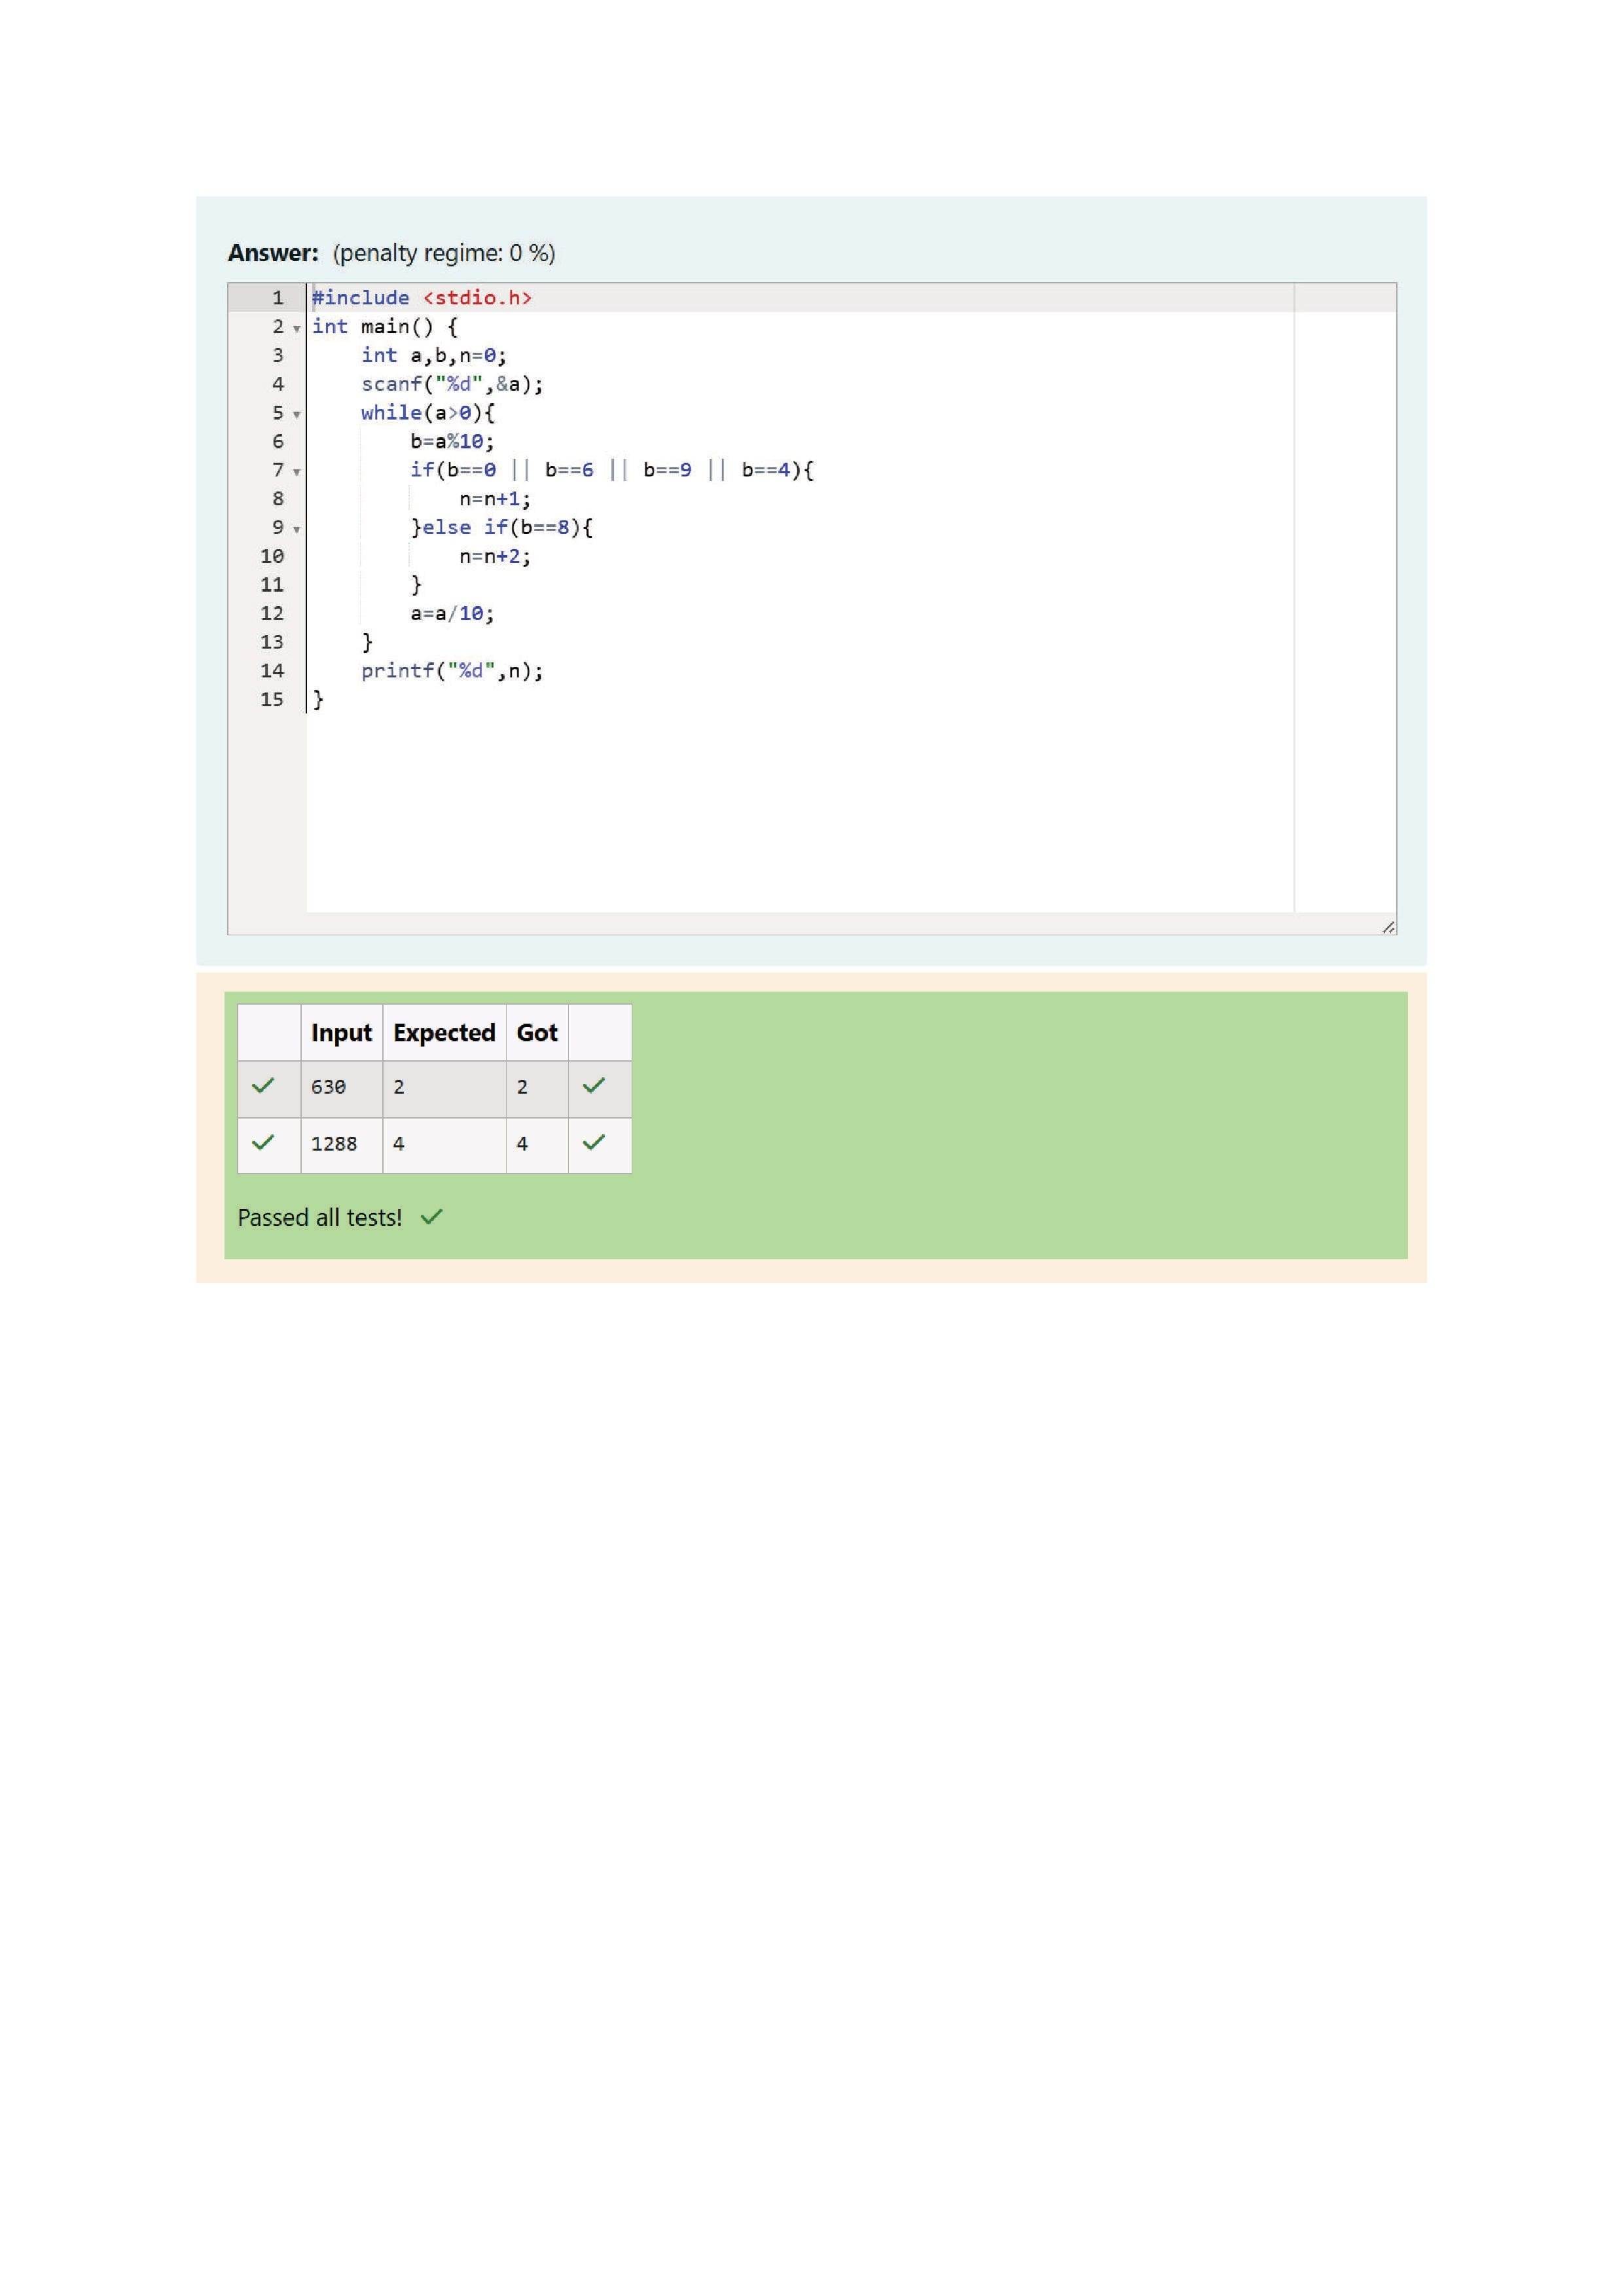 Answer: (penalty regime: 0 %)
1 #include <stdio.h>
2 int main() {
3     int a,b,n=0;
4     scanf("%d",&a);
5     while(a>0){
6         b=a%10;
7         if(b==0 || b==6 || b==9 || b==4){
8             n=n+1;
9         }else if(b==8){
10             n=n+2;
11         }
12         a=a/10;
13     }
14     printf("%d",n);
15 }
Input Expected Got
630 2 2
1288 4 4
Passed all tests!